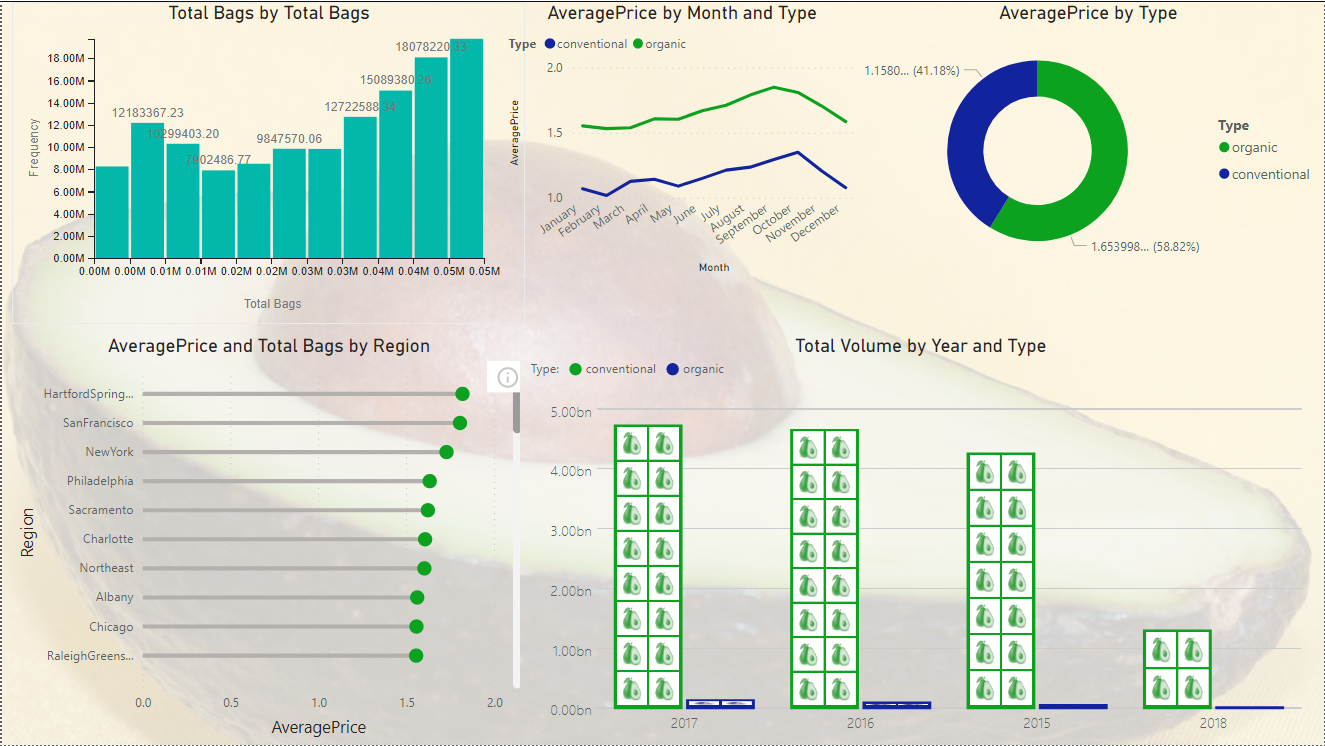 Total Bags by Total Bags
Frequency
18.00M
16.00M
14.00M
12.00M
10.00M
8.00M
6.00M
4.00M
2.00M
0.00M
12183367.23
10299403.20
7902486.77
9847570.06
12722588.34
15089380.26
18078220.33
0.00M 0.00M 0.01M 0.01M 0.02M 0.02M 0.03M 0.03M 0.04M 0.04M 0.05M 0.05M
Total Bags
AveragePrice by Month and Type
Type conventional organic
AveragePrice
2.0
1.5
1.0
January
February
March
April
May
June
July
August
September
October
November
December
Month
AveragePrice by Type
1.1580... (41.18%)
1.653998... (58.82%)
Type
organic
conventional
AveragePrice and Total Bags by Region
Region
HartfordSpring...
SanFrancisco
NewYork
Philadelphia
Sacramento
Charlotte
Northeast
Albany
Chicago
RaleighGreens...
0.0 0.5 1.0 1.5 2.0
AveragePrice
Total Volume by Year and Type
Type: conventional organic
5.00bn
4.00bn
3.00bn
2.00bn
1.00bn
0.00bn
2017 2016 2015 2018